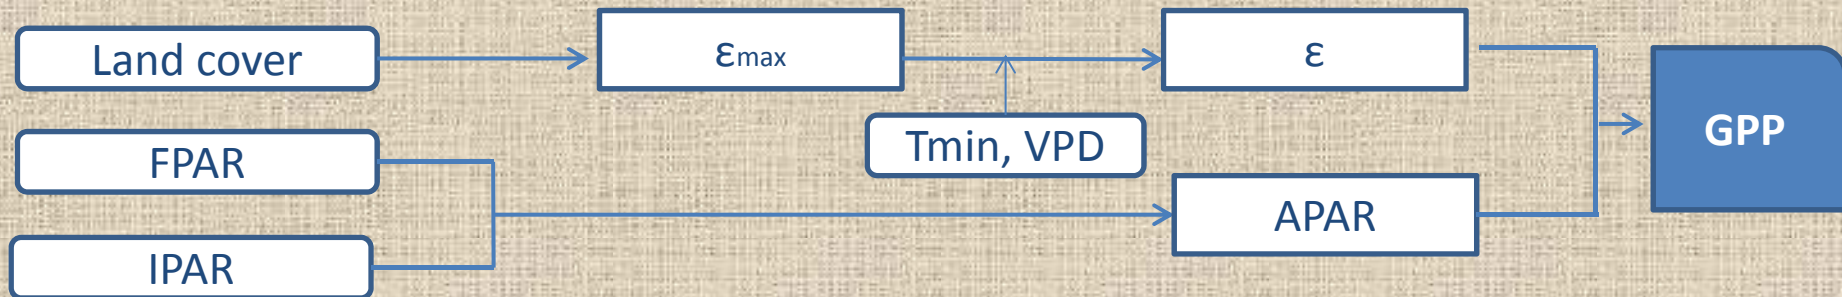 Land cover
εmax
ε
GPP
Tmin, VPD
FPAR
APAR
IPAR